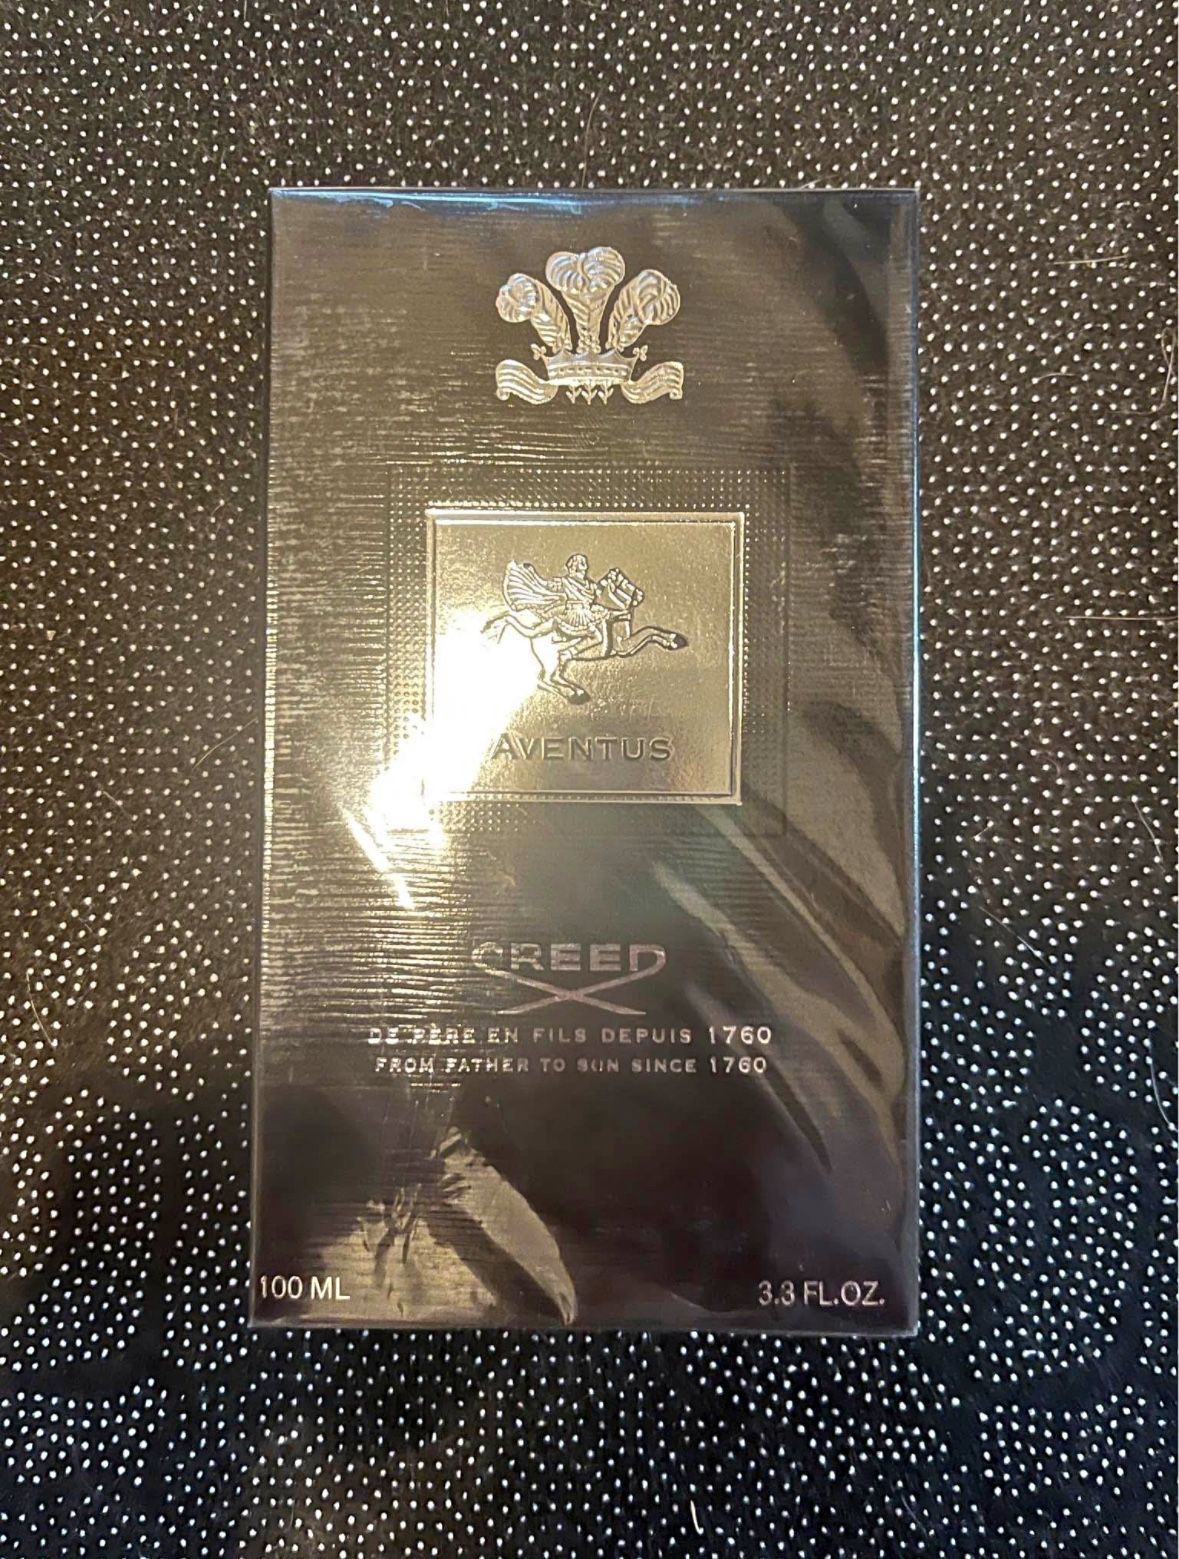 AVENTUS
CREED
DE PÈRE EN FILS DEPUIS 1760
FROM FATHER TO SON SINCE 1760
100 ML
3.3 FL.OZ.